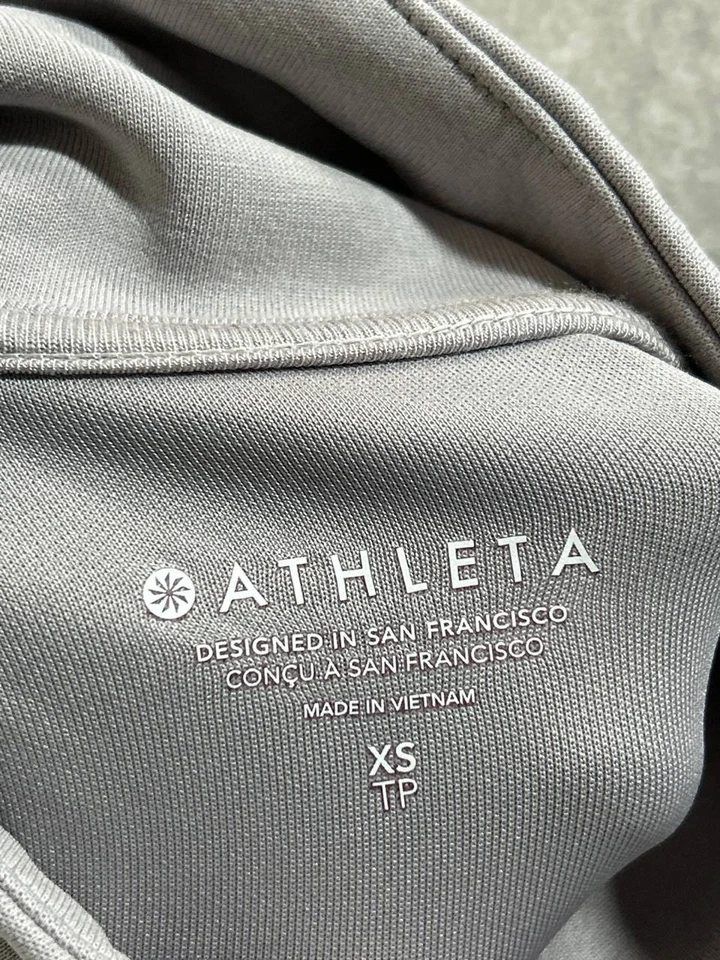 ATHLETA
DESIGNED IN SAN FRANCISCO
CONÇU À SAN FRANCISCO
MADE IN VIETNAM
XS
TP